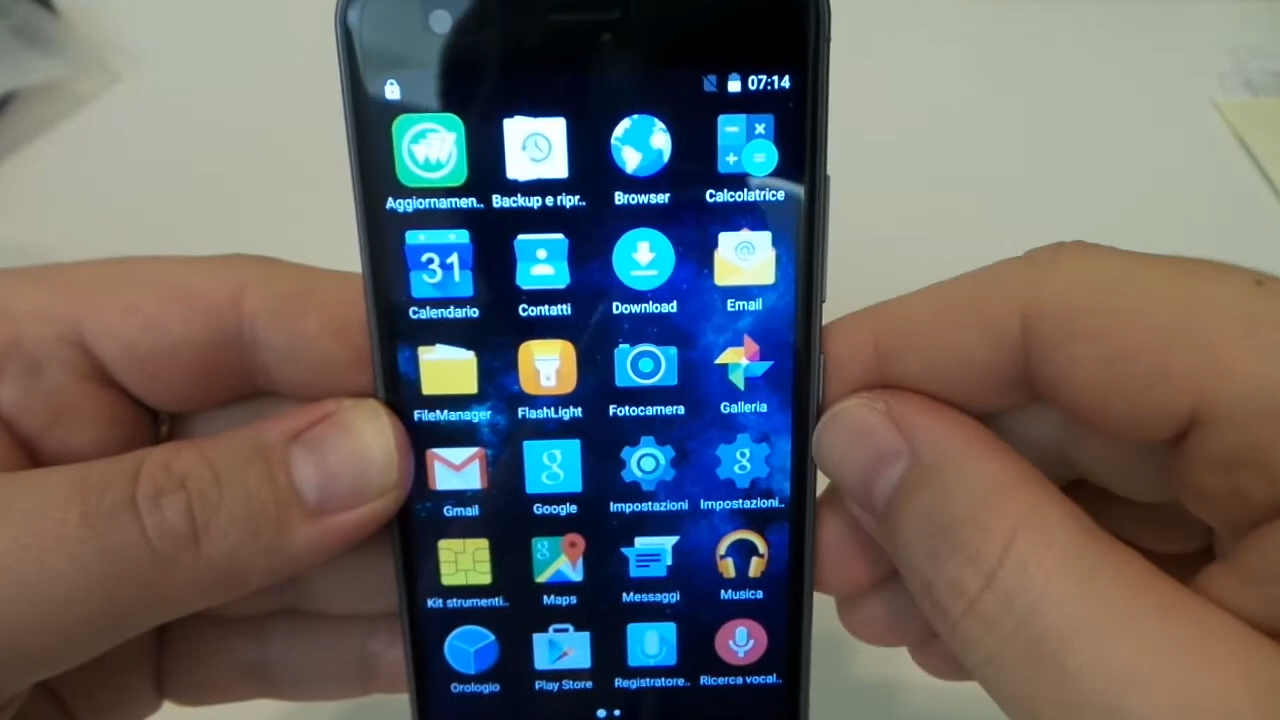 07:14
Aggiornamen.. Backup e ripr.. Browser Calcolatrice
31
Calendario Contatti Download Email
FileManager FlashLight Fotocamera Galleria
Gmail Google Impostazioni Impostazioni..
Kit strumenti.. Maps Messaggi Musica
Orologio Play Store Registratore.. Ricerca vocal..